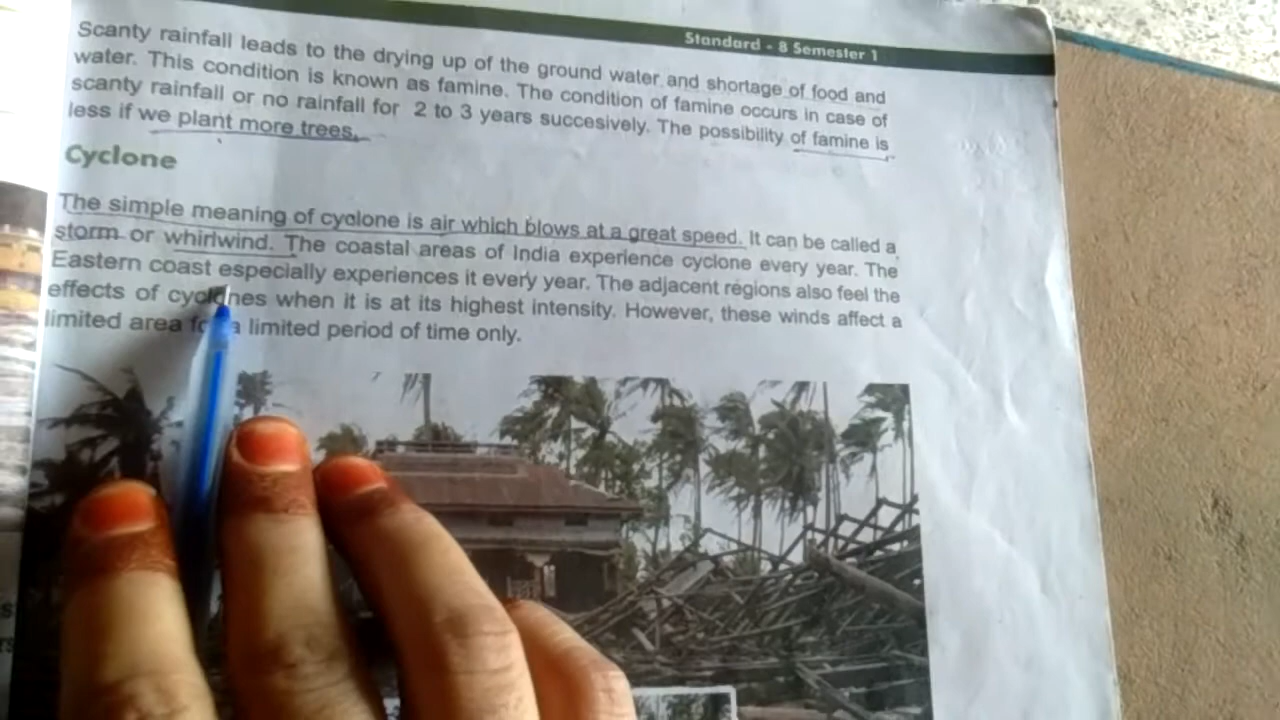 Standard - 8 Semester 1
Scanty rainfall leads to the drying up of the ground water and shortage of food and
water. This condition is known as famine. The condition of famine occurs in case of
scanty rainfall or no rainfall for 2 to 3 years succesively. The possibility of famine is
less if we plant more trees.
Cyclone
The simple meaning of cyclone is air which blows at a great speed. It can be called a
storm or whirlwind. The coastal areas of India experience cyclone every year. The
Eastern coast especially experiences it every year. The adjacent regions also feel the
effects of cyclones when it is at its highest intensity. However, these winds affect a
limited area for a limited period of time only.